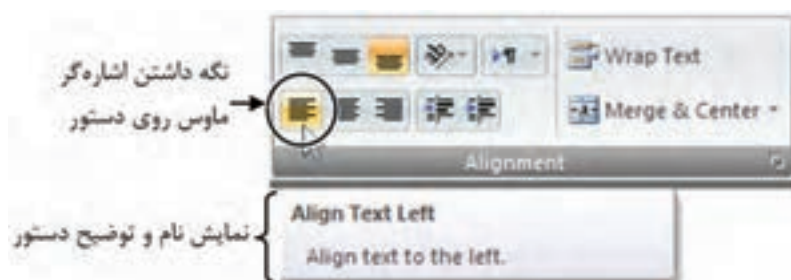 Wrap Text
نگه داشتن اشاره‌گر
ماوس روی دستور
Merge & Center
Alignment
Align Text Left
نمایش نام و توضیح دستور
Align text to the left.